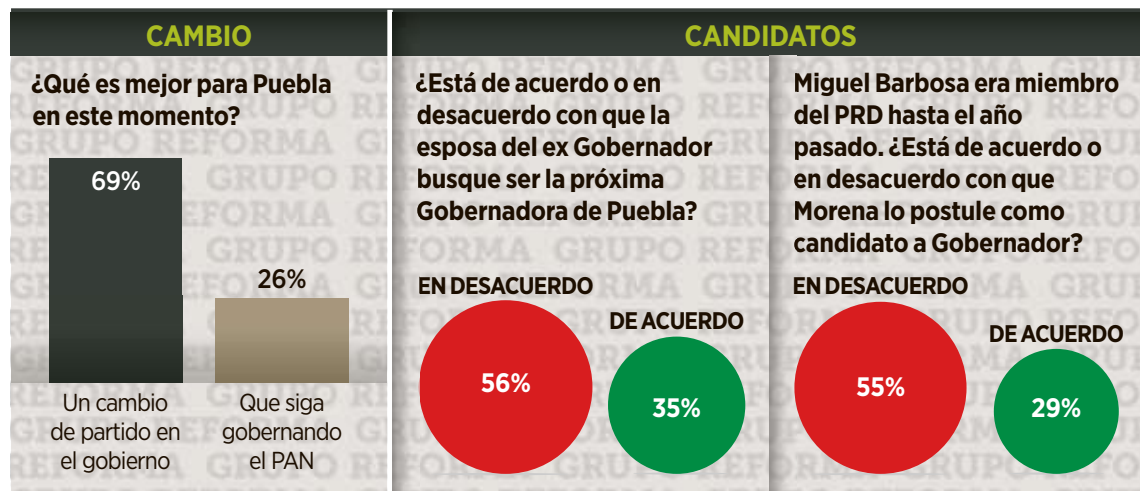 CAMBIO
¿Qué es mejor para Puebla
en este momento?
69%
26%
Un cambio
de partido en
el gobierno
Que siga
gobernando
el PAN
CANDIDATOS
¿Está de acuerdo o en
desacuerdo con que la
esposa del ex Gobernador
busque ser la próxima
Gobernadora de Puebla?
EN DESACUERDO
56%
DE ACUERDO
35%
Miguel Barbosa era miembro
del PRD hasta el año
pasado. ¿Está de acuerdo o
en desacuerdo con que
Morena lo postule como
candidato a Gobernador?
EN DESACUERDO
55%
DE ACUERDO
29%
GRUPO REFORMA